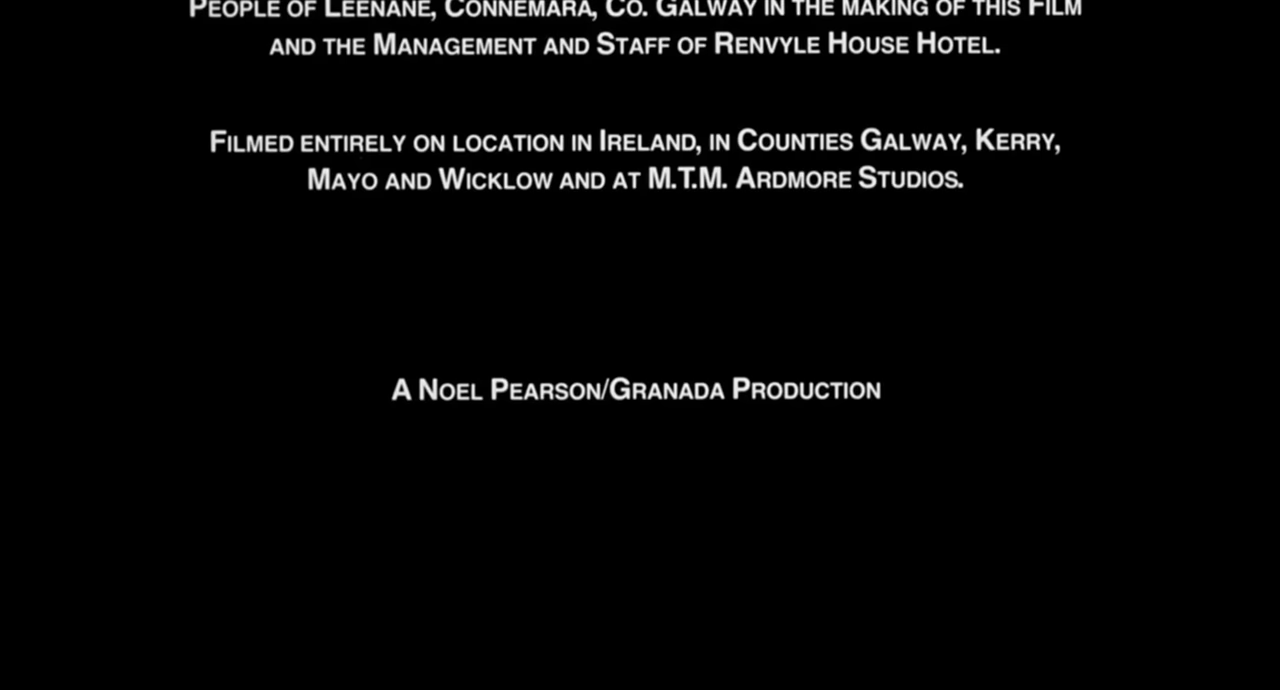 People of Leenane, Connemara, Co. Galway in the making of this Film
and the Management and Staff of Renvyle House Hotel.
Filmed entirely on location in Ireland, in Counties Galway, Kerry,
Mayo and Wicklow and at M.T.M. Ardmore Studios.
A Noel Pearson/Granada Production